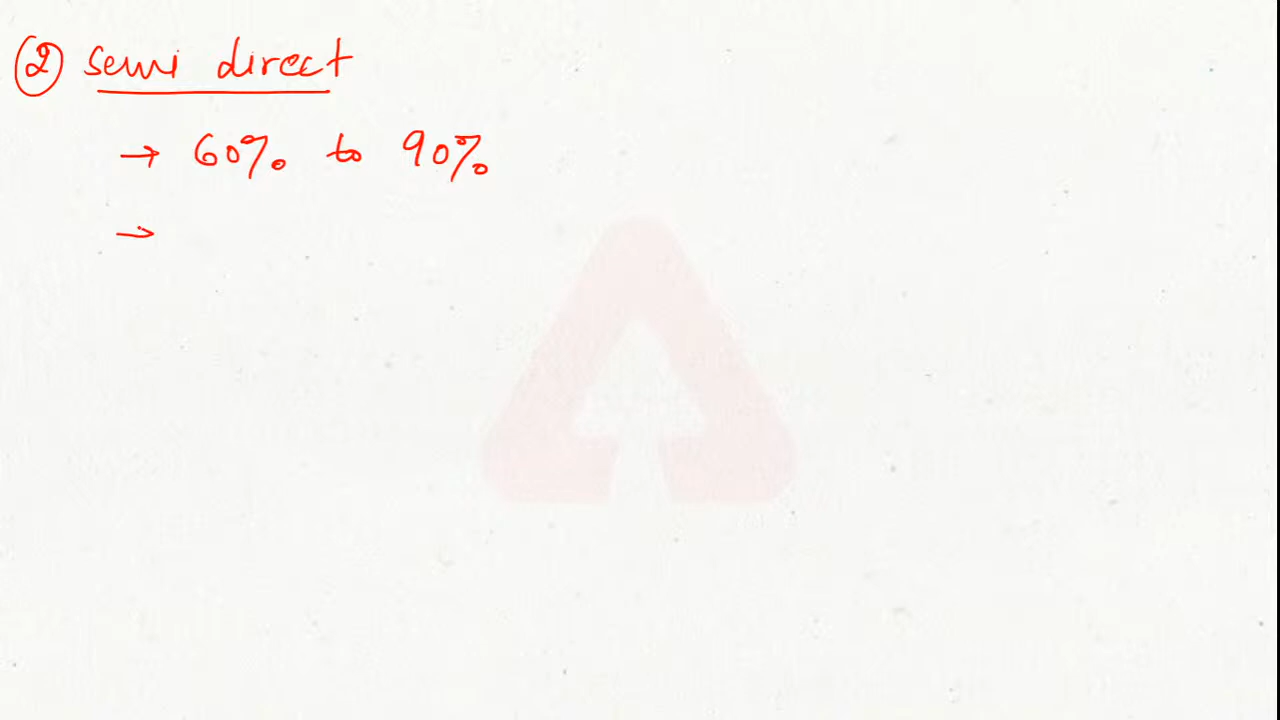 ② semi direct
→ 60% to 90%
→